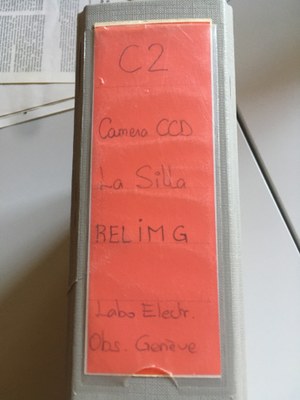 C2
Camera CCD
La Silla
BELIMG
Labo Electr.
Obs. Genève